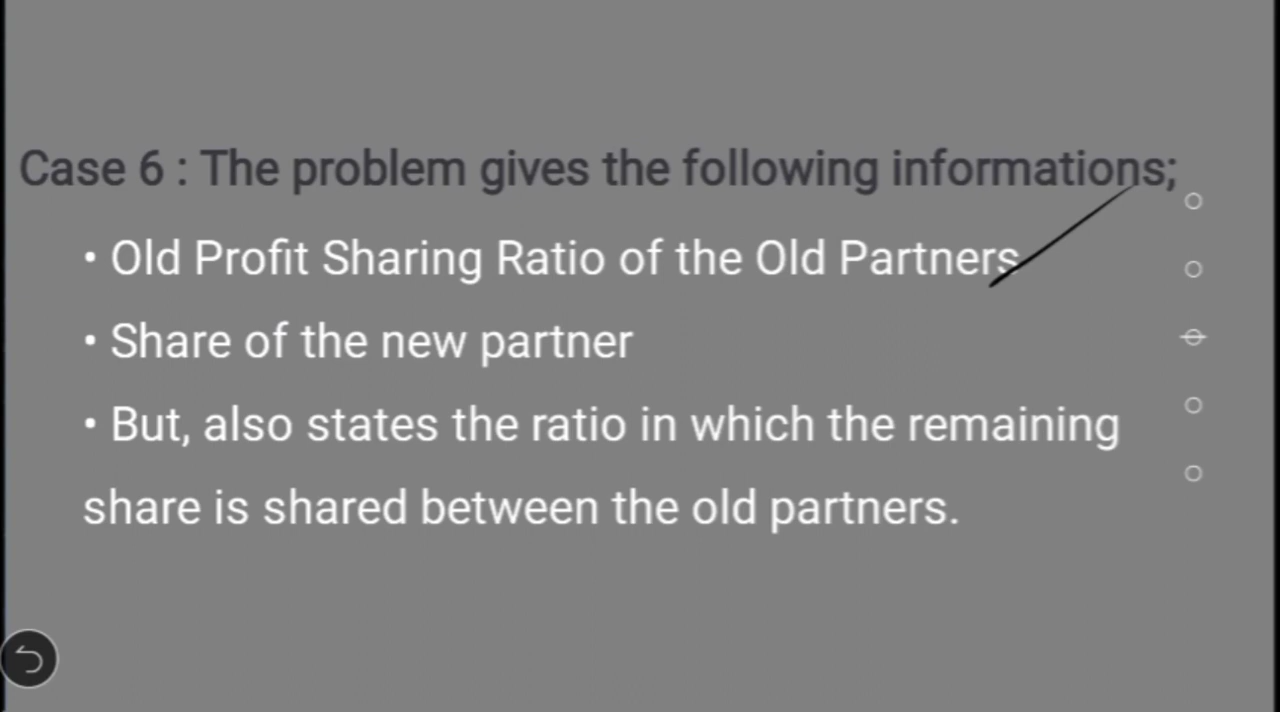 Case 6 : The problem gives the following informations;
• Old Profit Sharing Ratio of the Old Partners
• Share of the new partner
• But, also states the ratio in which the remaining
share is shared between the old partners.